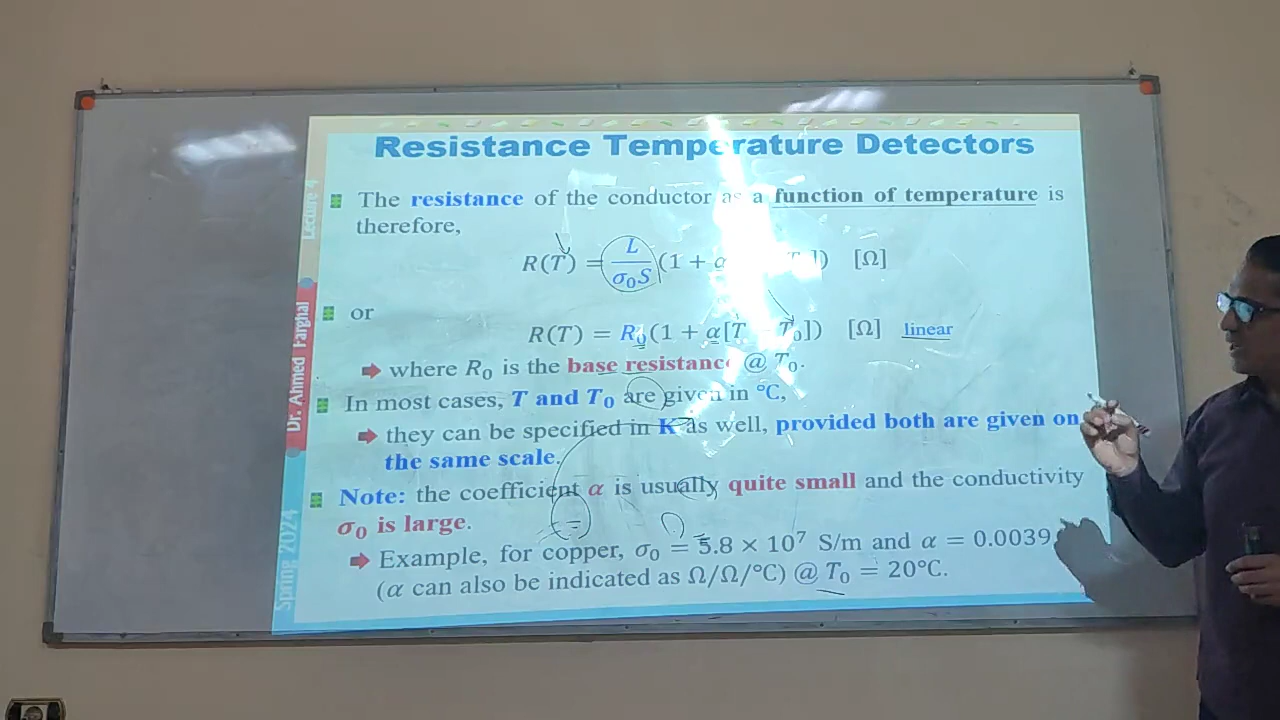 Resistance Temperature Detectors
The resistance of the conductor as a function of temperature is
therefore,
R(T) = L/σ₀S (1 + α ]) [Ω]
or
R(T) = R₀(1 + α[T T₀]) [Ω] linear
where R₀ is the base resistance @ T₀.
In most cases, T and T₀ are given in °C,
they can be specified in K as well, provided both are given on
the same scale.
Note: the coefficient α is usually quite small and the conductivity
σ₀ is large.
Example, for copper, σ₀ = 5.8 × 10⁷ S/m and α = 0.0039
(α can also be indicated as Ω/Ω/°C) @ T₀ = 20°C.
Lecture 4
Dr. Ahmed Farghal
Spring 2024